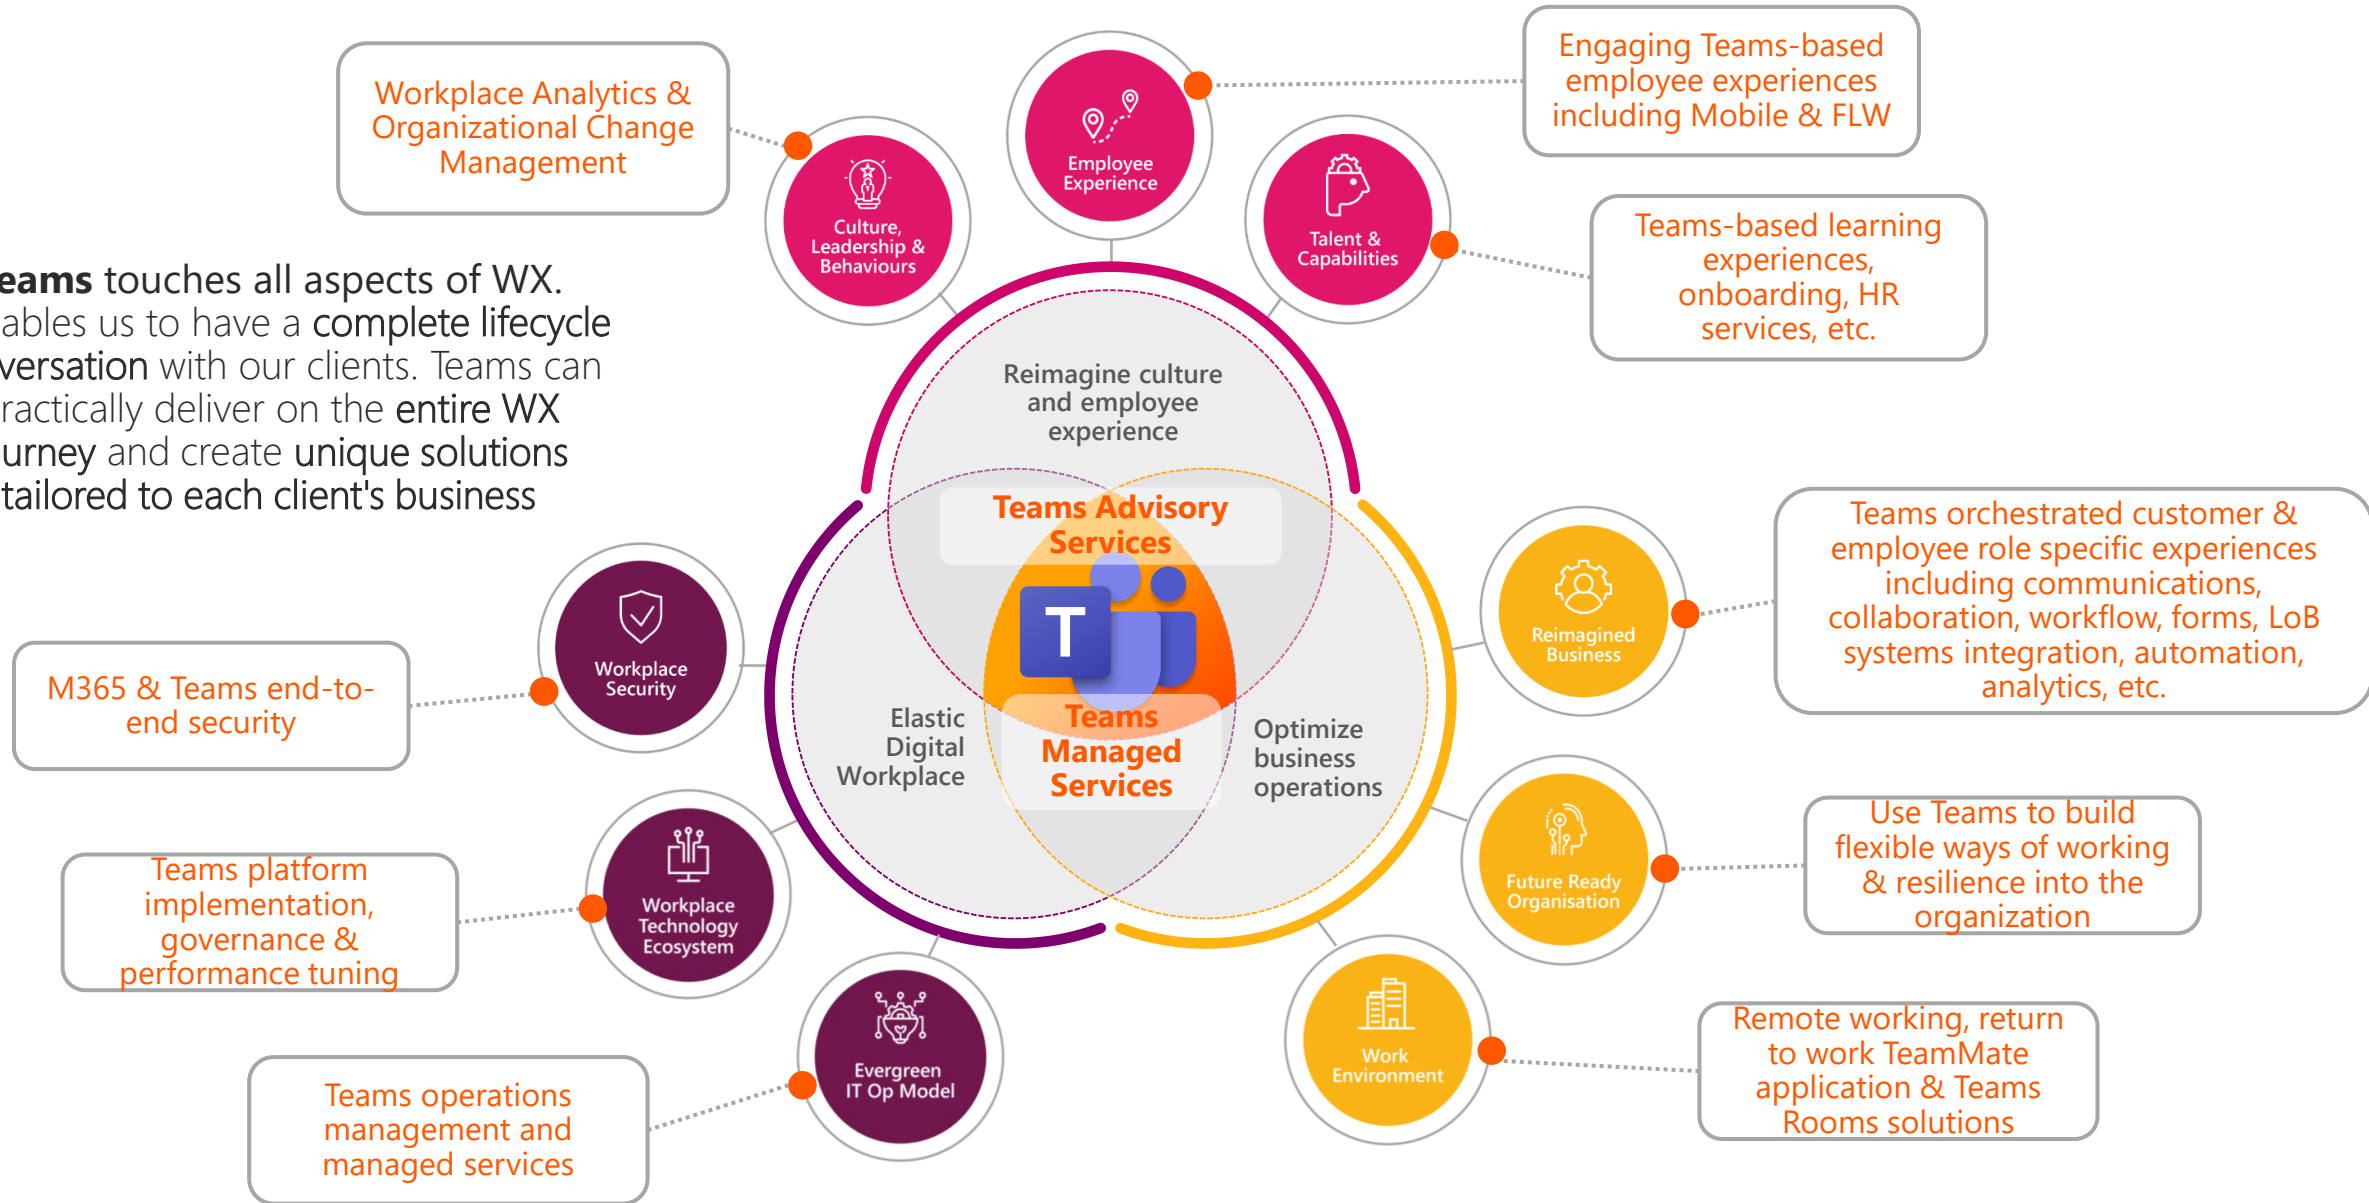 Workplace Analytics &
Organizational Change
Management
Engaging Teams-based
employee experiences
including Mobile & FLW
Employee
Experience
Culture,
Leadership &
Behaviours
Talent &
Capabilities
Teams-based learning
experiences,
onboarding, HR
services, etc.
touches all aspects of WX.
us to have a complete lifecycle
with our clients. Teams can
deliver on the entire WX
and create unique solutions
tailored to each client's business
Reimagine culture
and employee
experience
Teams Advisory
Services
T
Teams
Managed
Services
Elastic
Digital
Workplace
Optimize
business
operations
Workplace
Security
M365 & Teams end-to-
end security
Reimagined
Business
Teams orchestrated customer &
employee role specific experiences
including communications,
collaboration, workflow, forms, LoB
systems integration, automation,
analytics, etc.
Workplace
Technology
Ecosystem
Teams platform
implementation,
governance &
performance tuning
Future Ready
Organisation
Use Teams to build
flexible ways of working
& resilience into the
organization
Evergreen
IT Op Model
Teams operations
management and
managed services
Work
Environment
Remote working, return
to work TeamMate
application & Teams
Rooms solutions